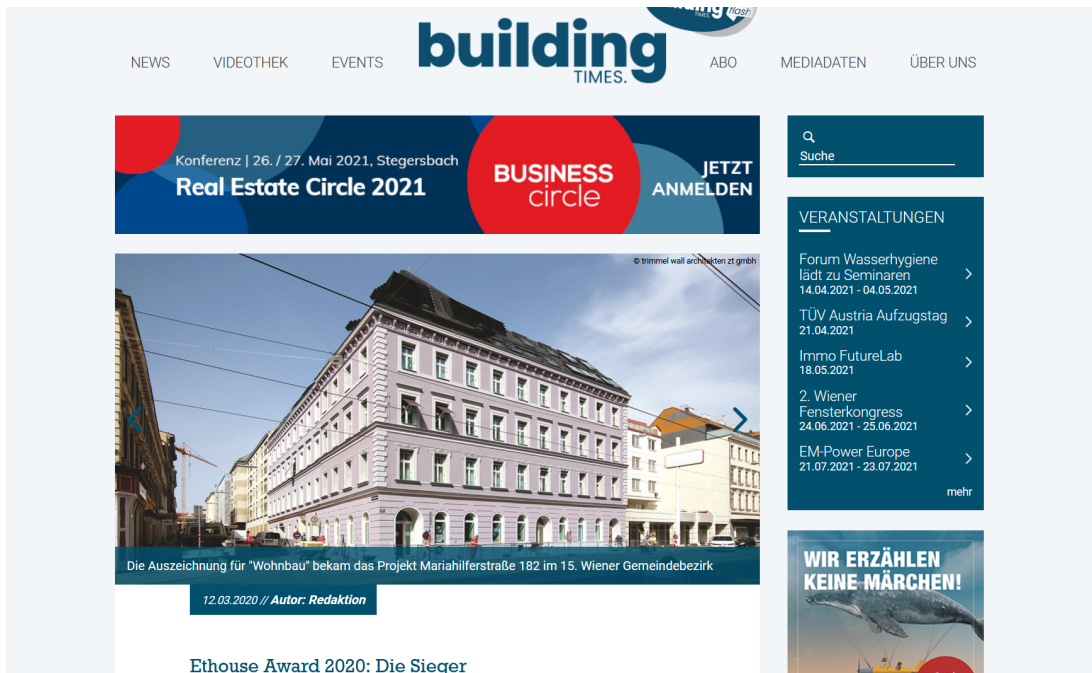 flash
NEWS
VIDEOTHEK
EVENTS
building
TIMES.
ABO
MEDIADATEN
ÜBER UNS
Konferenz | 26. / 27. Mai 2021, Stegersbach
Real Estate Circle 2021
BUSINESS
circle
JETZT
ANMELDEN
Suche
© trimmel wall architekten zt gmbh
Die Auszeichnung für "Wohnbau" bekam das Projekt Mariahilferstraße 182 im 15. Wiener Gemeindebezirk
12.03.2020 // Autor: Redaktion
Ethouse Award 2020: Die Sieger
VERANSTALTUNGEN
Forum Wasserhygiene
lädt zu Seminaren
14.04.2021 - 04.05.2021
TÜV Austria Aufzugstag
21.04.2021
Immo FutureLab
18.05.2021
2. Wiener
Fensterkongress
24.06.2021 - 25.06.2021
EM-Power Europe
21.07.2021 - 23.07.2021
mehr
WIR ERZÄHLEN
KEINE MÄRCHEN!